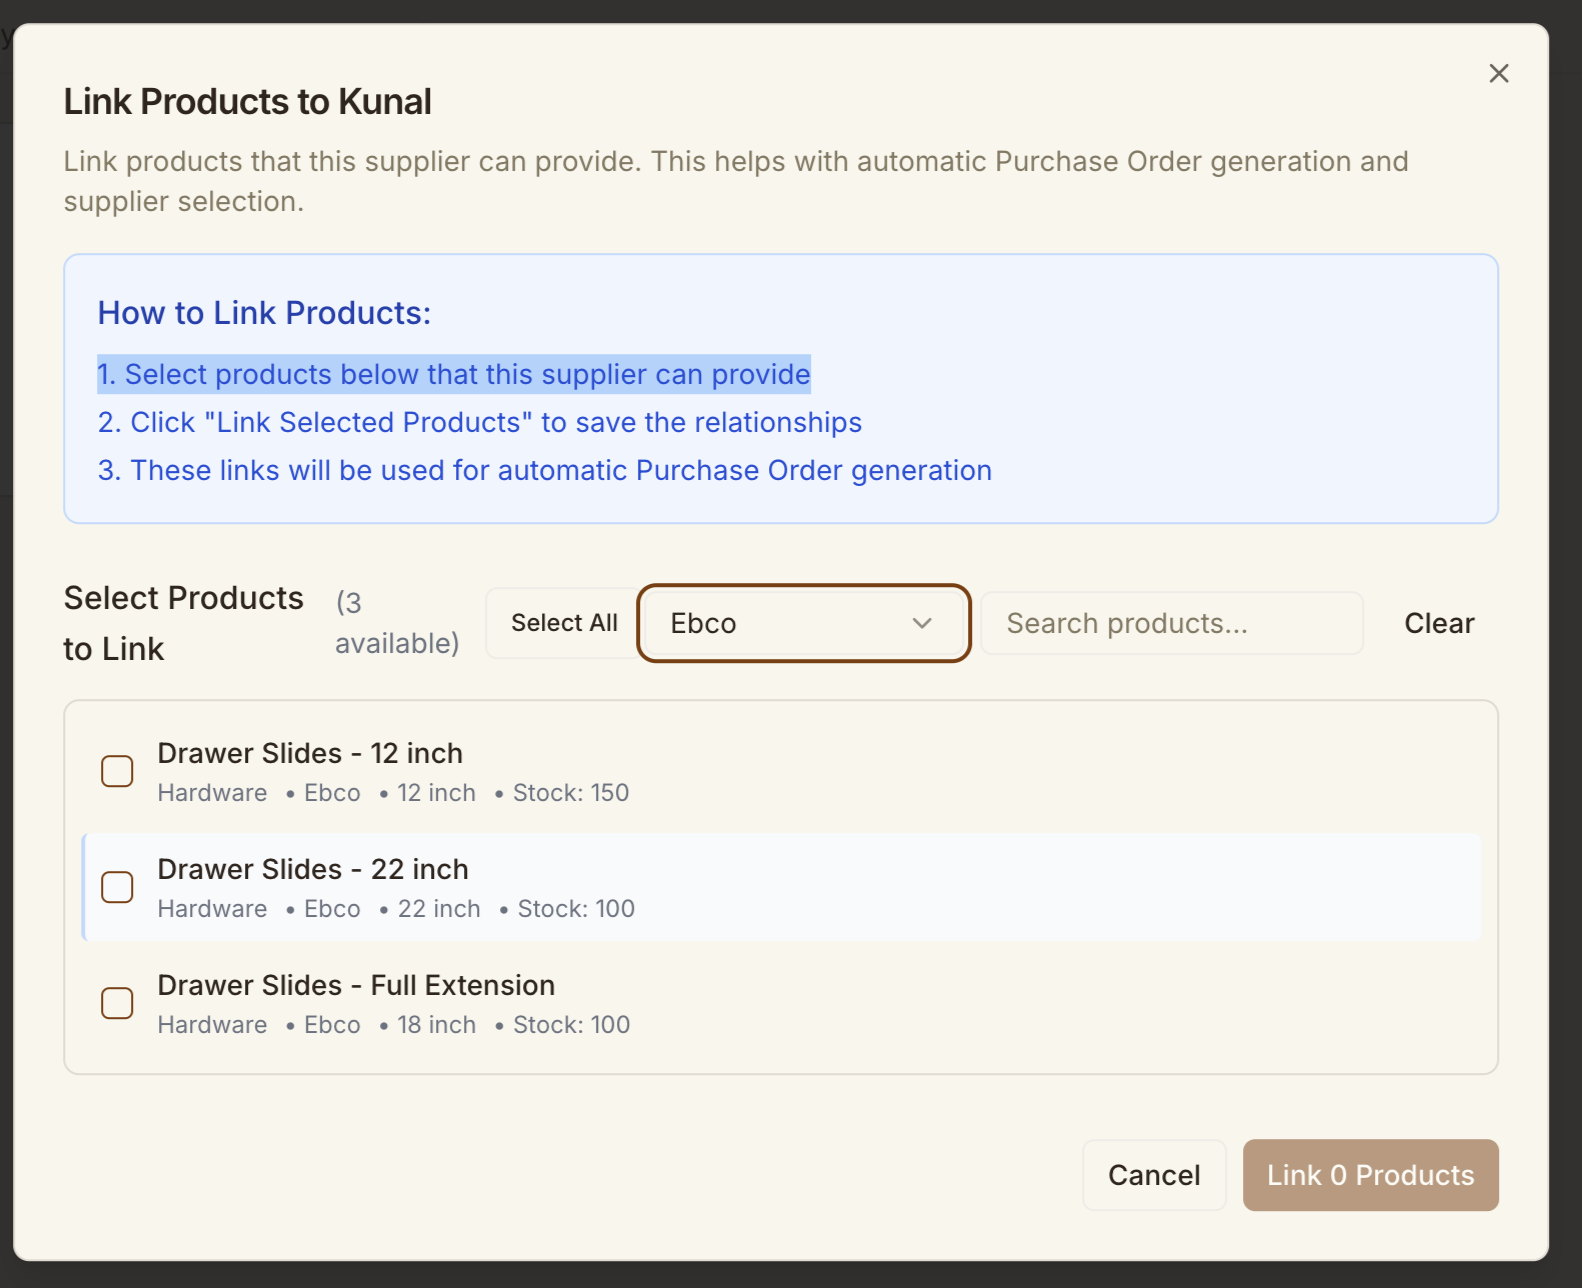 Link Products to Kunal
Link products that this supplier can provide. This helps with automatic Purchase Order generation and
supplier selection.
How to Link Products:
1. Select products below that this supplier can provide
2. Click "Link Selected Products" to save the relationships
3. These links will be used for automatic Purchase Order generation
Select Products
to Link
(3
available)
Select All
Ebco
Search products...
Clear
Drawer Slides - 12 inch
Hardware • Ebco • 12 inch • Stock: 150
Drawer Slides - 22 inch
Hardware • Ebco • 22 inch • Stock: 100
Drawer Slides - Full Extension
Hardware • Ebco • 18 inch • Stock: 100
Cancel
Link 0 Products